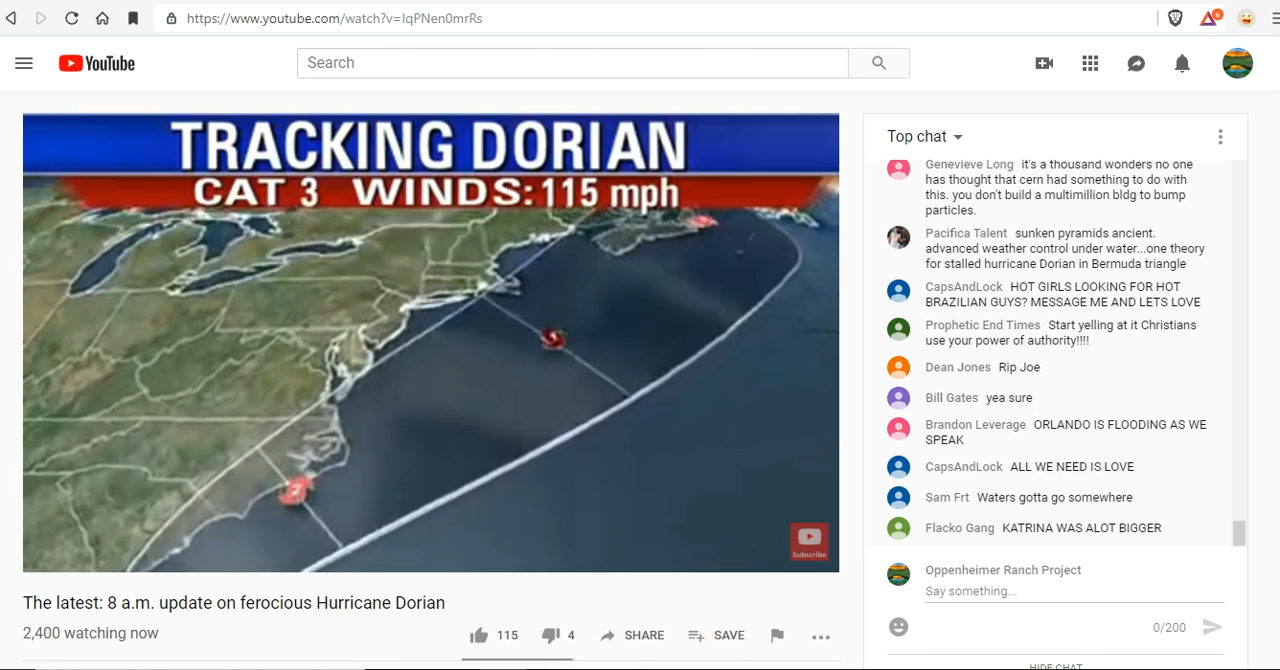 https://www.youtube.com/watch?v=IqPNen0mrRs
6
YouTube
Search
TRACKING DORIAN
CAT 3 WINDS: 115 mph
2
Subscribe
The latest: 8 a.m. update on ferocious Hurricane Dorian
2,400 watching now
115
4
SHARE
SAVE
Top chat
Genevieve Long it's a thousand wonders no one
has thought that cern had something to do with
this. you don't build a multimillion bldg to bump
particles.
Pacifica Talent sunken pyramids ancient.
advanced weather control under water...one theory
for stalled hurricane Dorian in Bermuda triangle
CapsAndLock HOT GIRLS LOOKING FOR HOT
BRAZILIAN GUYS? MESSAGE ME AND LETS LOVE
Prophetic End Times Start yelling at it Christians
use your power of authority!!!!
Dean Jones Rip Joe
Bill Gates yea sure
Brandon Leverage ORLANDO IS FLOODING AS WE
SPEAK
CapsAndLock ALL WE NEED IS LOVE
Sam Frt Waters gotta go somewhere
Flacko Gang KATRINA WAS ALOT BIGGER
Oppenheimer Ranch Project
Say something...
0/200
HIDE CHAT